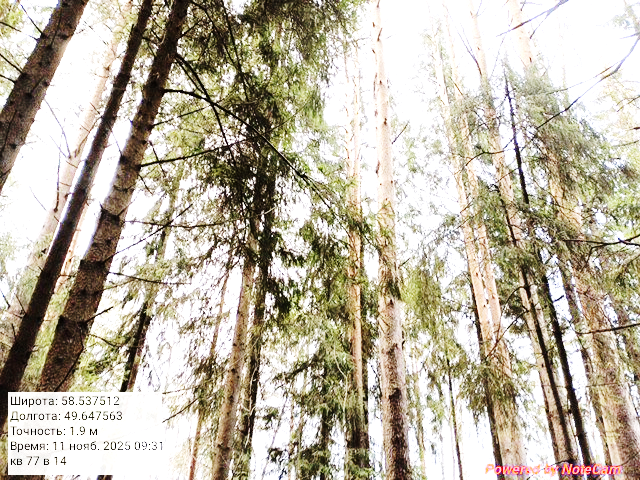 Широта: 58.537512
Долгота: 49.647563
Точность: 1.9 м
Время: 11 нояб. 2025 09:31
кв 77 в 14
Powered by NoteCam